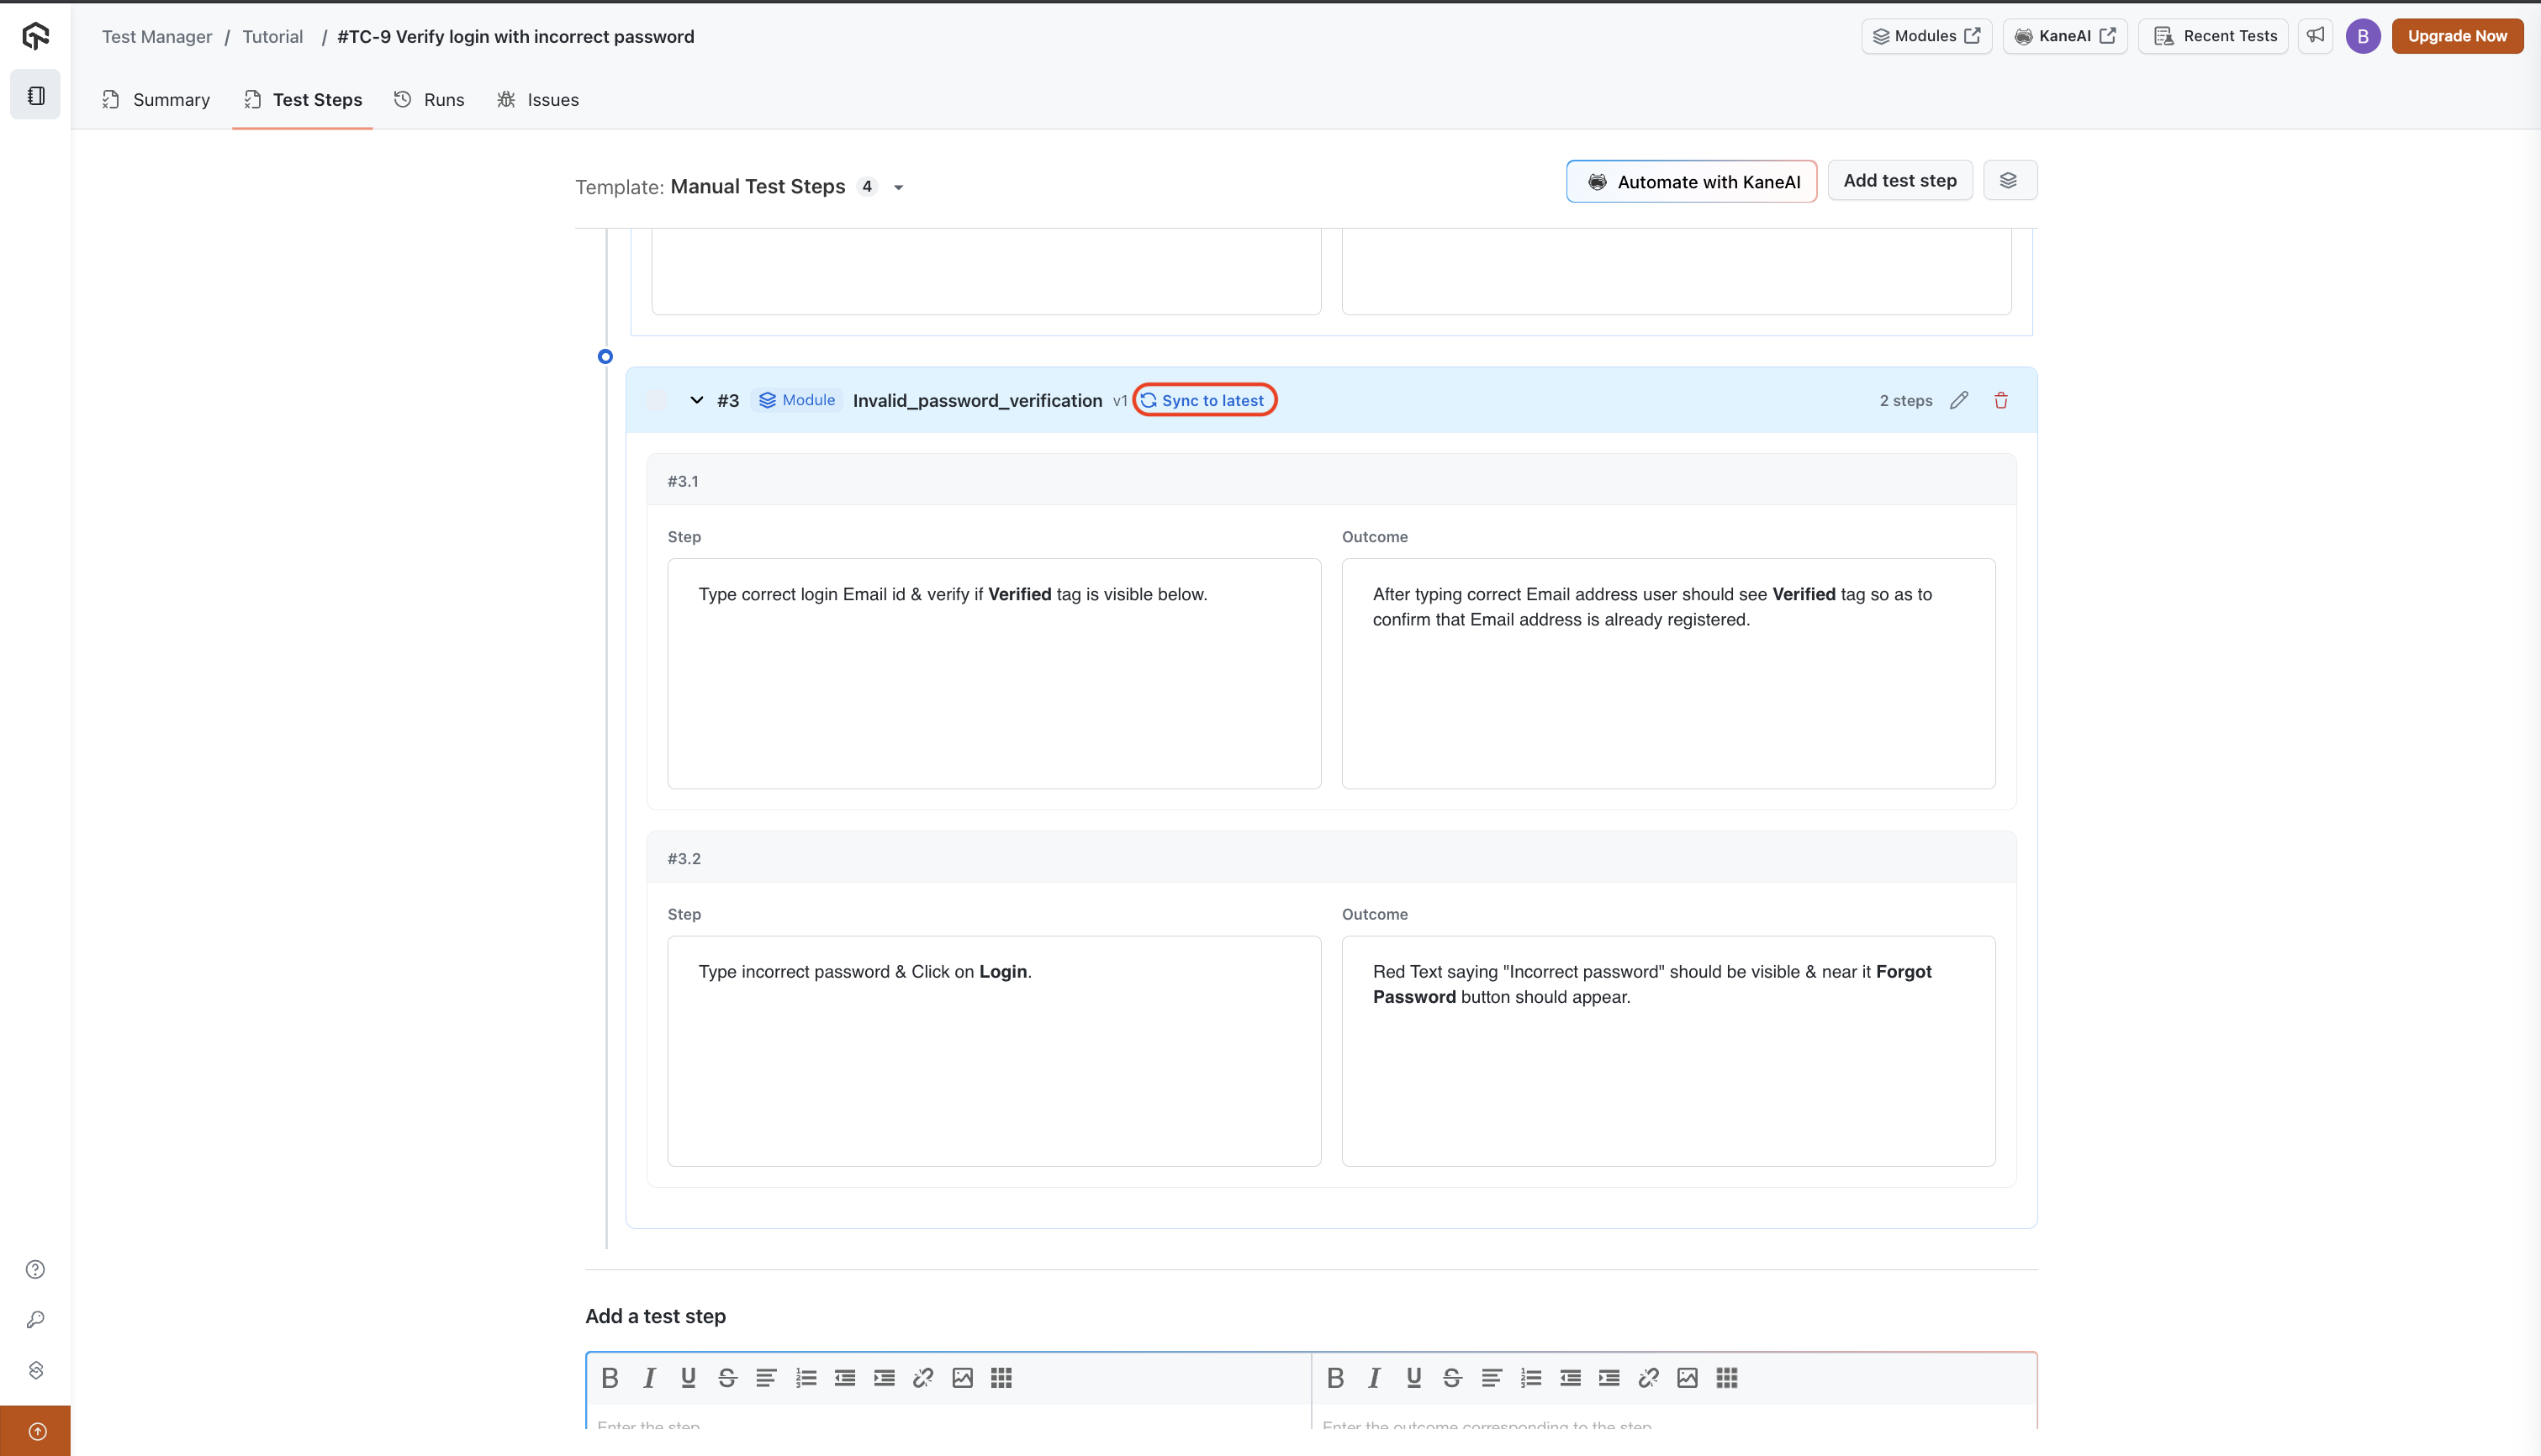 Test Manager / Tutorial / #TC-9 Verify login with incorrect password
Modules
KaneAI
Recent Tests
B
Upgrade Now
Summary
Test Steps
Runs
Issues
Template: Manual Test Steps 4
Automate with KaneAI
Add test step
#3 Module Invalid_password_verification v1 Sync to latest
2 steps
#3.1
Step
Outcome
Type correct login Email id & verify if Verified tag is visible below.
After typing correct Email address user should see Verified tag so as to
confirm that Email address is already registered.
#3.2
Step
Outcome
Type incorrect password & Click on Login.
Red Text saying "Incorrect password" should be visible & near it Forgot
Password button should appear.
Add a test step
Enter the step
Enter the outcome corresponding to the step